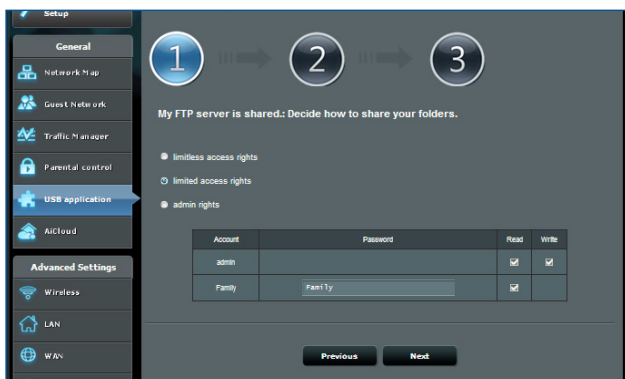 Setup
General
Network Map
Guest Network
Traffic Manager
Parental control
USB application
AiCloud
Advanced Settings
Wireless
LAN
WAN
1 2 3
My FTP server is shared.: Decide how to share your folders.
limitless access rights
limited access rights
admin rights
Account Password Read Write
admin
Family Family
Previous Next